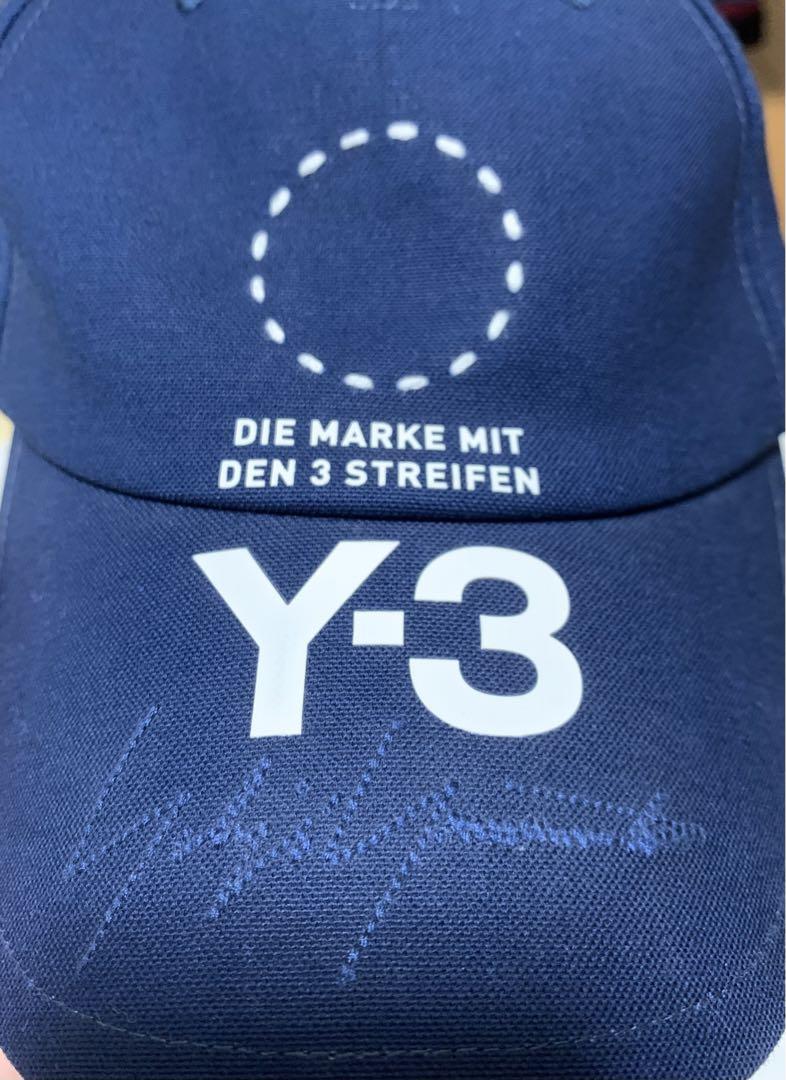 DIE MARKE MIT
DEN 3 STREIFEN
Y-3